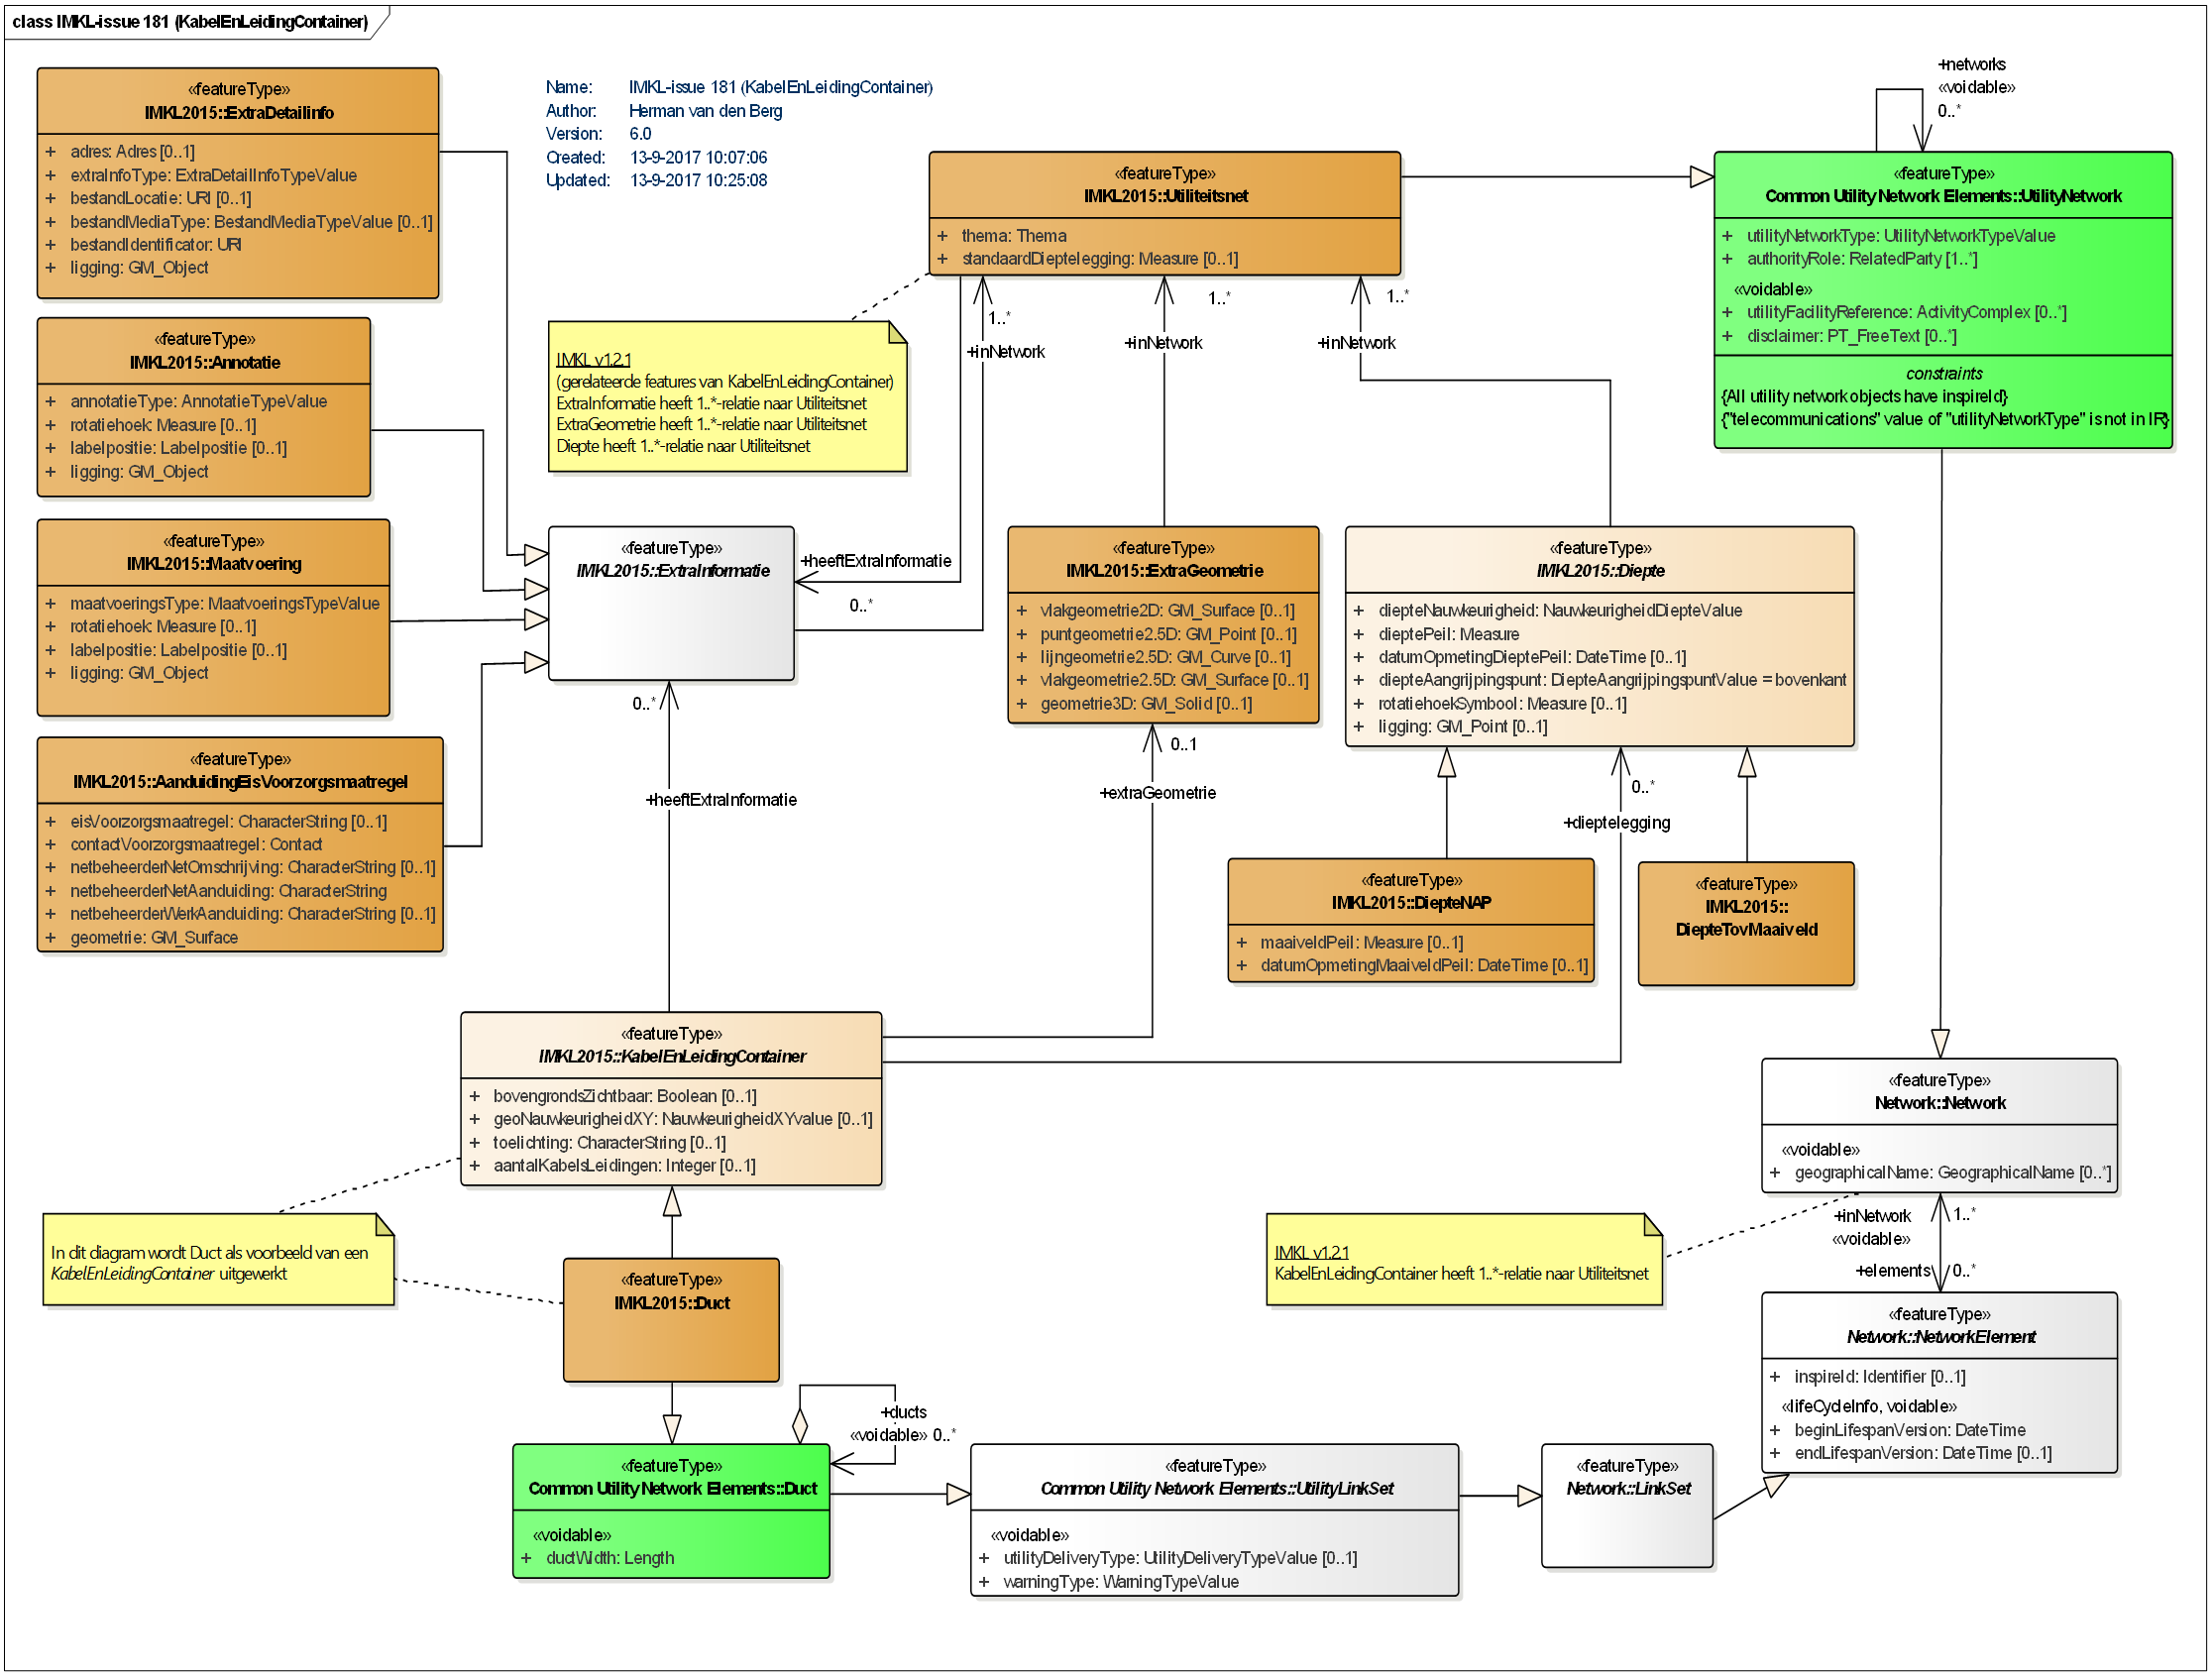 class IMKL-issue 181 (KabelEnLeidingContainer)
«featureType»
IMKL2015::ExtraDetailinfo
+ adres: Adres [0..1]
+ extraInfoType: ExtraDetailInfoTypeValue
+ bestandLocatie: URI [0..1]
+ bestandMediaType: BestandMediaTypeValue [0..1]
+ bestandIdentificator: URI
+ ligging: GM_Object
Name: IMKL-issue 181 (KabelEnLeidingContainer)
Author: Herman van den Berg
Version: 6.0
Created: 13-9-2017 10:07:06
Updated: 13-9-2017 10:25:08
«featureType»
IMKL2015::Utiliteitsnet
+ thema: Thema
+ standaardDieptelegging: Measure [0..1]
+networks
«voidable»
0..*
«featureType»
Common Utility Network Elements::UtilityNetwork
+ utilityNetworkType: UtilityNetworkTypeValue
+ authorityRole: RelatedParty [1..*]
«voidable»
+ utilityFacilityReference: ActivityComplex [0..*]
+ disclaimer: PT_FreeText [0..*]
constraints
{All utility network objects have inspireId}
{"telecommunications" value of "utilityNetworkType" is not in IR}
«featureType»
IMKL2015::Annotatie
+ annotatieType: AnnotatieTypeValue
+ rotatiehoek: Measure [0..1]
+ labelpositie: Labelpositie [0..1]
+ ligging: GM_Object
IMKL v1.2.1
(gerelateerde features van KabelEnLeidingContainer)
ExtraInformatie heeft 1..*-relatie naar Utiliteitsnet
ExtraGeometrie heeft 1..*-relatie naar Utiliteitsnet
Diepte heeft 1..*-relatie naar Utiliteitsnet
1..*
+inNetwork
1..*
+inNetwork
1..*
+inNetwork
«featureType»
IMKL2015::Maatvoering
+ maatvoeringsType: MaatvoeringsTypeValue
+ rotatiehoek: Measure [0..1]
+ labelpositie: Labelpositie [0..1]
+ ligging: GM_Object
«featureType»
IMKL2015::ExtraInformatie
+heeftExtraInformatie
0..*
«featureType»
IMKL2015::ExtraGeometrie
+ vlakgeometrie2D: GM_Surface [0..1]
+ puntgeometrie2.5D: GM_Point [0..1]
+ lijngeometrie2.5D: GM_Curve [0..1]
+ vlakgeometrie2.5D: GM_Surface [0..1]
+ geometrie3D: GM_Solid [0..1]
«featureType»
IMKL2015::Diepte
+ diepteNauwkeurigheid: NauwkeurigheidDiepteValue
+ dieptePeil: Measure
+ datumOpmetingDieptePeil: DateTime [0..1]
+ diepteAangrijpingspunt: DiepteAangrijpingspuntValue = bovenkant
+ rotatiehoekSymbool: Measure [0..1]
+ ligging: GM_Point [0..1]
«featureType»
IMKL2015::AanduidingEisVoorzorgsmaatregel
+ eisVoorzorgsmaatregel: CharacterString [0..1]
+ contactVoorzorgsmaatregel: Contact
+ netbeheerderNetOmschrijving: CharacterString [0..1]
+ netbeheerderNetAanduiding: CharacterString
+ netbeheerderWerkAanduiding: CharacterString [0..1]
+ geometrie: GM_Surface
0..*
+heeftExtraInformatie
0..1
+extraGeometrie
0..*
+dieptelegging
«featureType»
IMKL2015::DiepteNAP
+ maaiveldPeil: Measure [0..1]
+ datumOpmetingMaaiveldPeil: DateTime [0..1]
«featureType»
IMKL2015::
DiepteTovMaaiveld
«featureType»
IMKL2015::KabelEnLeidingContainer
+ bovengrondsZichtbaar: Boolean [0..1]
+ geoNauwkeurigheidXY: NauwkeurigheidXYvalue [0..1]
+ toelichting: CharacterString [0..1]
+ aantalKabelsLeidingen: Integer [0..1]
«featureType»
Network::Network
«voidable»
+ geographicalName: GeographicalName [0..*]
In dit diagram wordt Duct als voorbeeld van een
KabelEnLeidingContainer uitgewerkt
«featureType»
IMKL2015::Duct
IMKL v1.2.1
KabelEnLeidingContainer heeft 1..*-relatie naar Utiliteitsnet
+inNetwork 1..*
«voidable»
+elements 0..*
«featureType»
Network::NetworkElement
+ inspireId: Identifier [0..1]
«lifeCycleInfo, voidable»
+ beginLifespanVersion: DateTime
+ endLifespanVersion: DateTime [0..1]
+ducts
«voidable» 0..*
«featureType»
Common Utility Network Elements::Duct
«voidable»
+ ductWidth: Length
«featureType»
Common Utility Network Elements::UtilityLinkSet
«voidable»
+ utilityDeliveryType: UtilityDeliveryTypeValue [0..1]
+ warningType: WarningTypeValue
«featureType»
Network::LinkSet